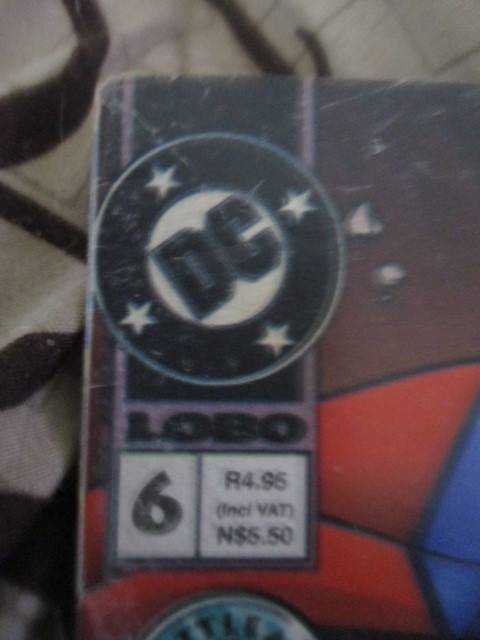 DC
LOBO
6
R4.95
(Incl VAT)
N$5.50